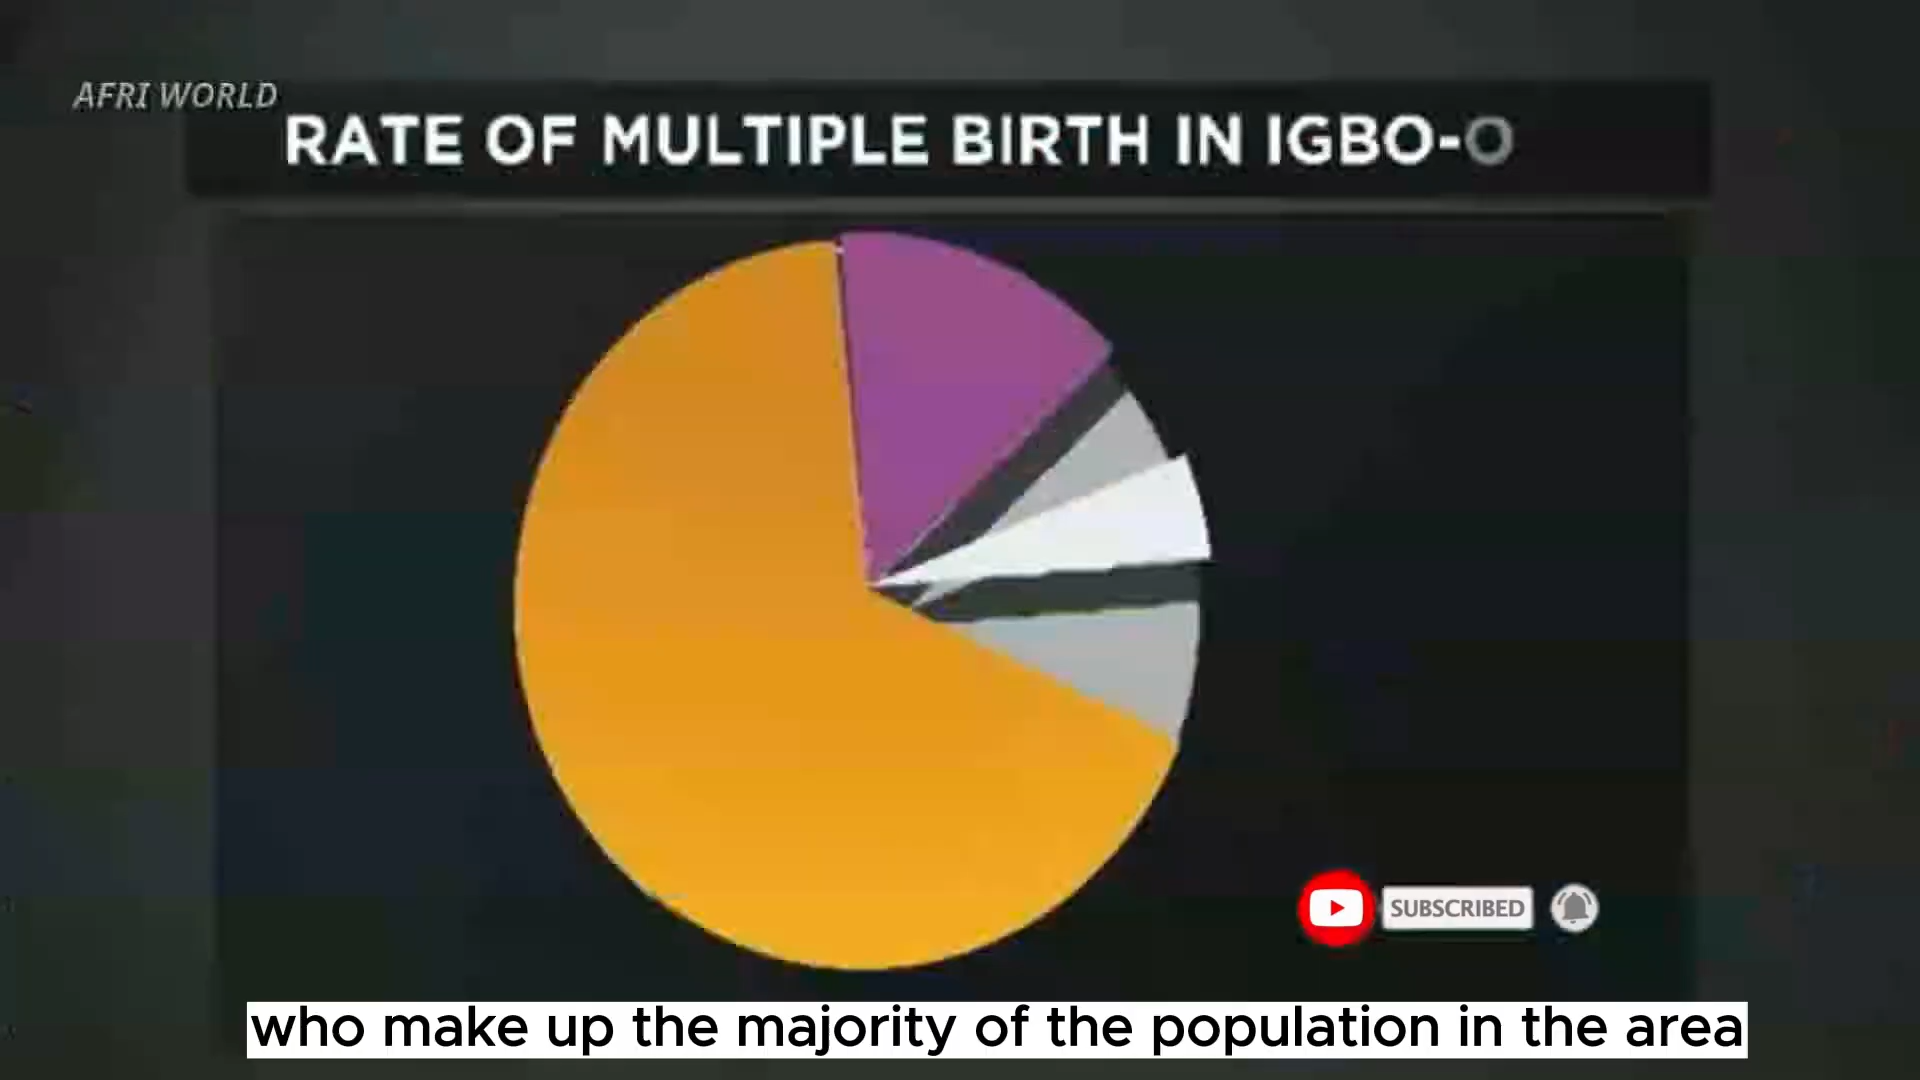 AFRI WORLD
RATE OF MULTIPLE BIRTH IN IGBO-O
SUBSCRIBED
who make up the majority of the population in the area